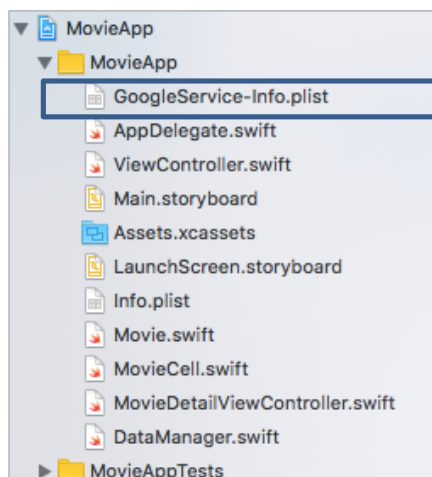 MovieApp
MovieApp
GoogleService-Info.plist
AppDelegate.swift
ViewController.swift
Main.storyboard
Assets.xcassets
LaunchScreen.storyboard
Info.plist
Movie.swift
MovieCell.swift
MovieDetailViewController.swift
DataManager.swift
MovieAppTests